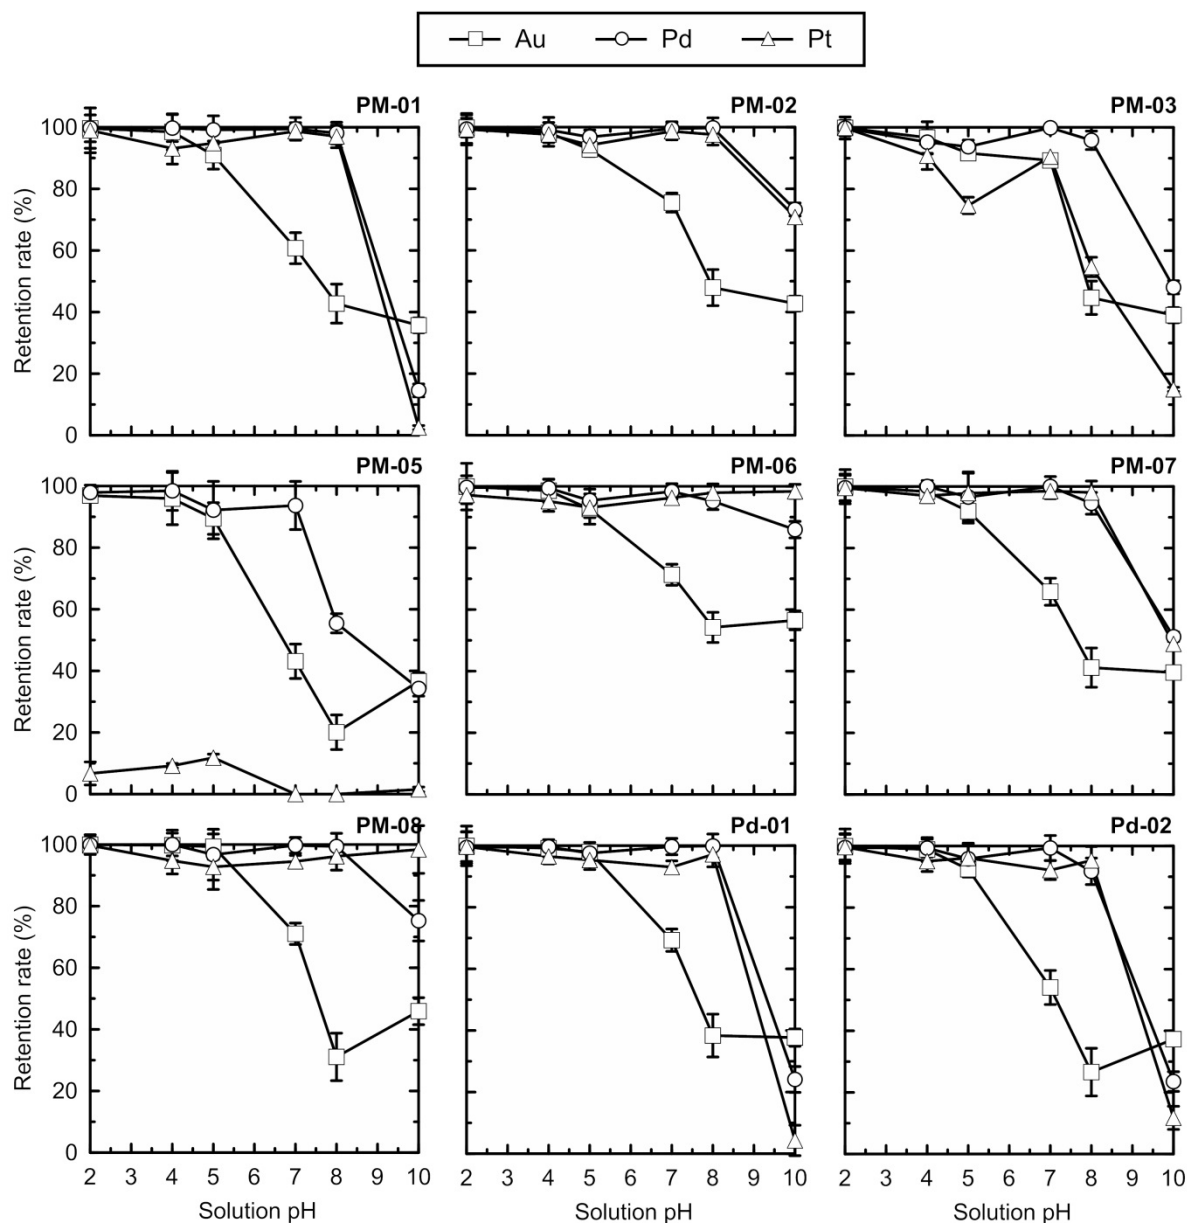 Au Pd Pt
PM-01 PM-02 PM-03
Retention rate (%)
100
80
60
40
20
0
PM-05 PM-06 PM-07
Retention rate (%)
100
80
60
40
20
0
PM-08 Pd-01 Pd-02
Retention rate (%)
100
80
60
40
20
0
2 3 4 5 6 7 8 9 10 2 3 4 5 6 7 8 9 10 2 3 4 5 6 7 8 9 10
Solution pH Solution pH Solution pH